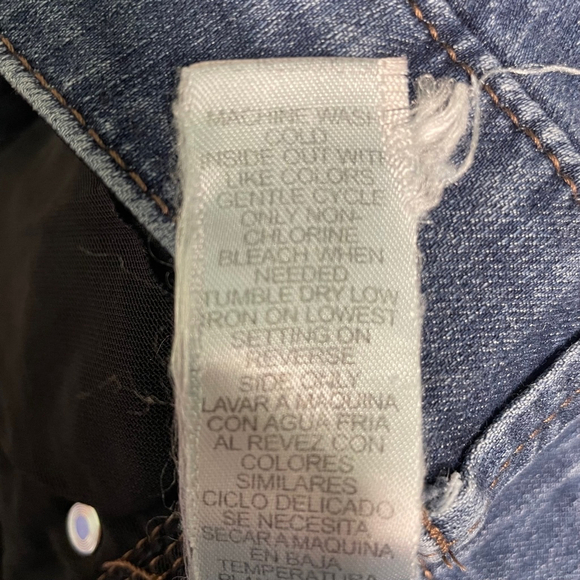 MACHINE WASH
COLD
INSIDE OUT WITH
LIKE COLORS
GENTLE CYCLE
ONLY NON-
CHLORINE
BLEACH WHEN
NEEDED
TUMBLE DRY LOW
IRON ON LOWEST
SETTING ON
REVERSE
SIDE ONLY
LAVAR A MAQUINA
CON AGUA FRIA
AL REVEZ CON
COLORES
SIMILARES
CICLO DELICADO
SE NECESITA
SECAR A MAQUINA
EN BAJA
TEMPERATURA